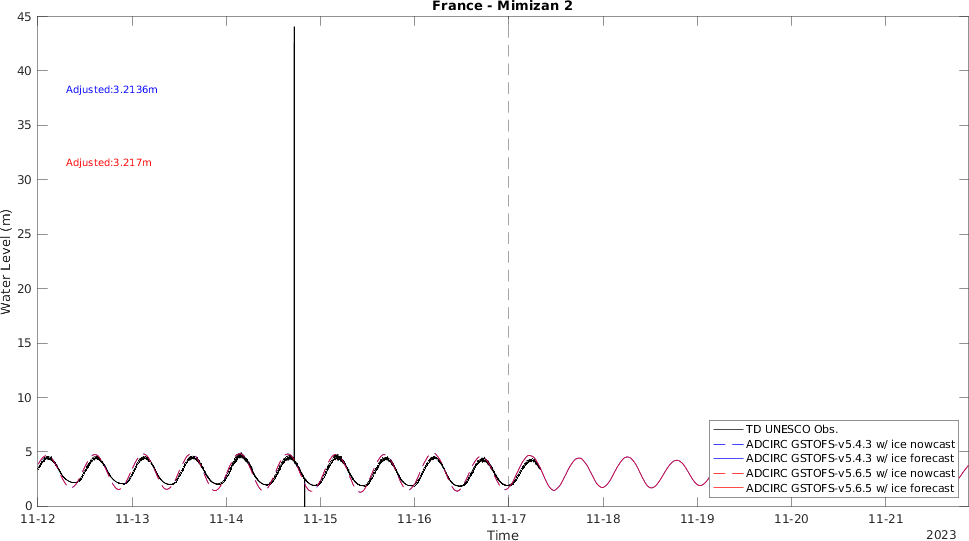 France - Mimizan 2
45
40
35
30
25
20
15
10
5
0
Adjusted:3.2136m
Adjusted:3.217m
Water Level (m)
TD UNESCO Obs.
ADCIRC GSTOFS-v5.4.3 w/ ice nowcast
ADCIRC GSTOFS-v5.4.3 w/ ice forecast
ADCIRC GSTOFS-v5.6.5 w/ ice nowcast
ADCIRC GSTOFS-v5.6.5 w/ ice forecast
11-12 11-13 11-14 11-15 11-16 11-17 11-18 11-19 11-20 11-21
Time
2023